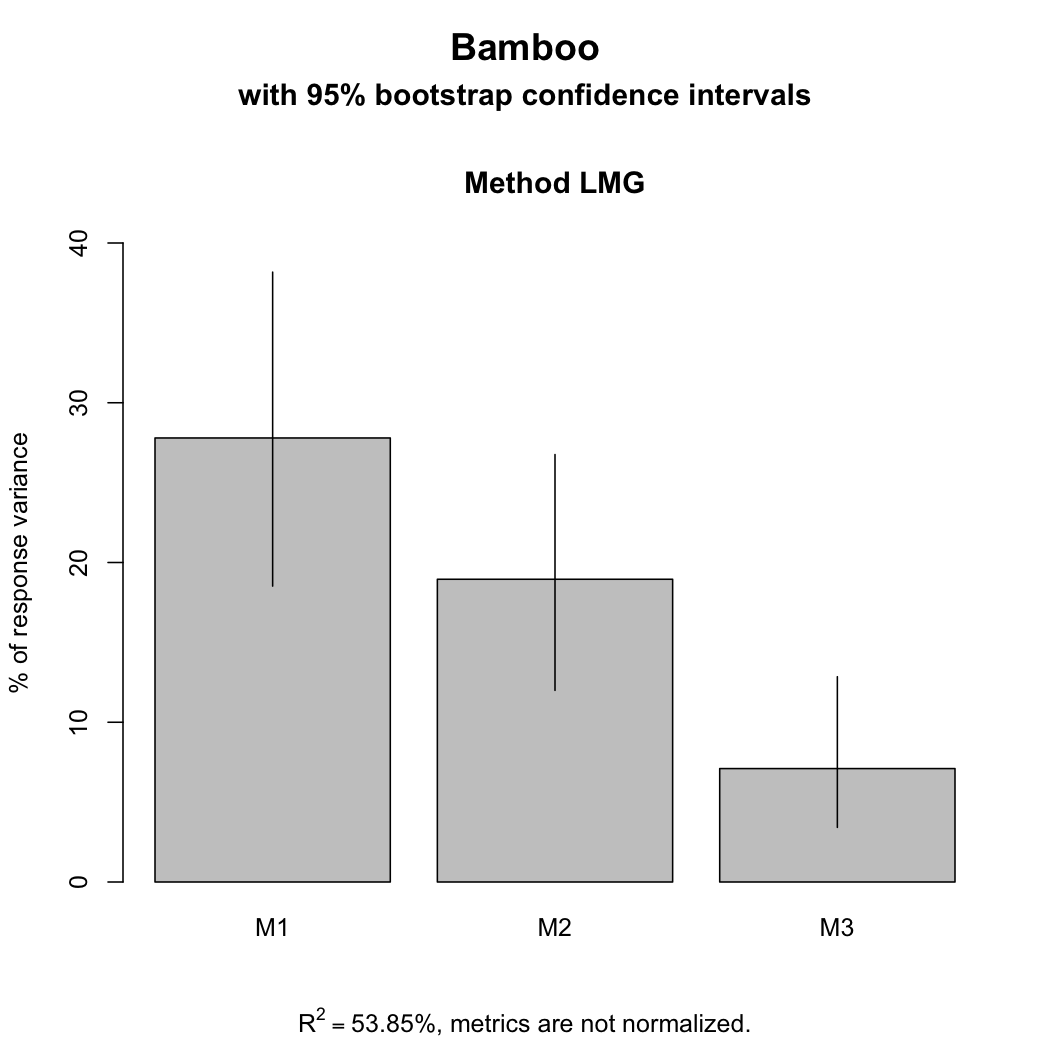 Bamboo
with 95% bootstrap confidence intervals
Method LMG
% of response variance
40
30
20
10
0
M1 M2 M3
R² = 53.85%, metrics are not normalized.